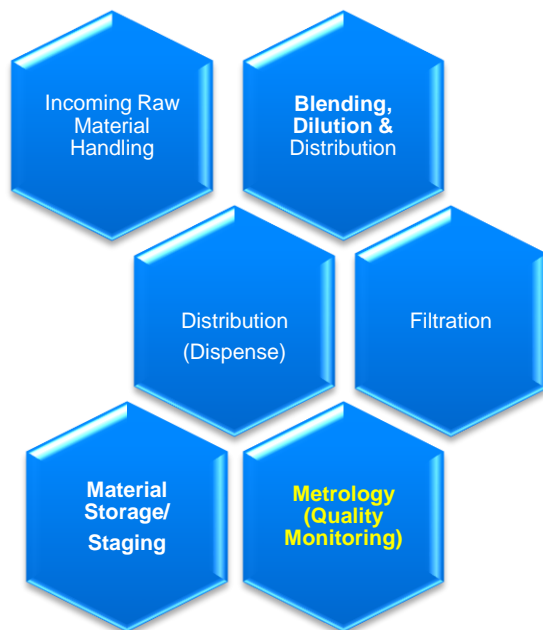 Incoming Raw
Material
Handling
Blending,
Dilution &
Distribution
Distribution
(Dispense)
Filtration
Material
Storage/
Staging
Metrology
(Quality
Monitoring)